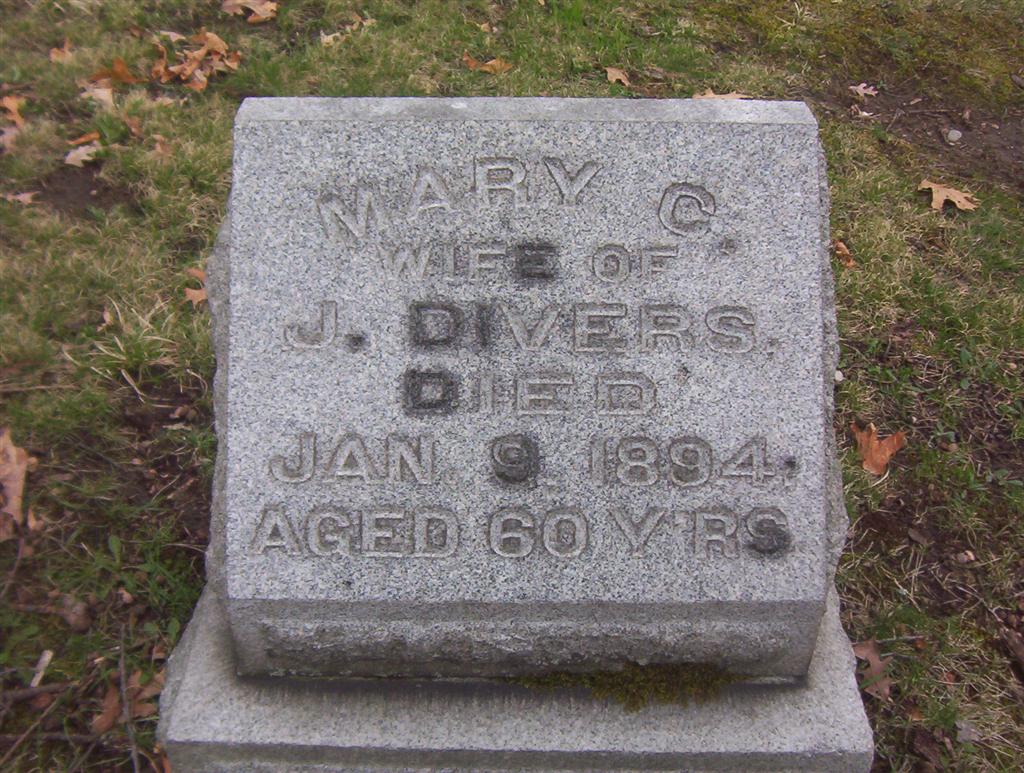 MARY C.
WIFE OF
J. DIVERS.
DIED
JAN 9. 1894.
AGED 60 Y'RS.